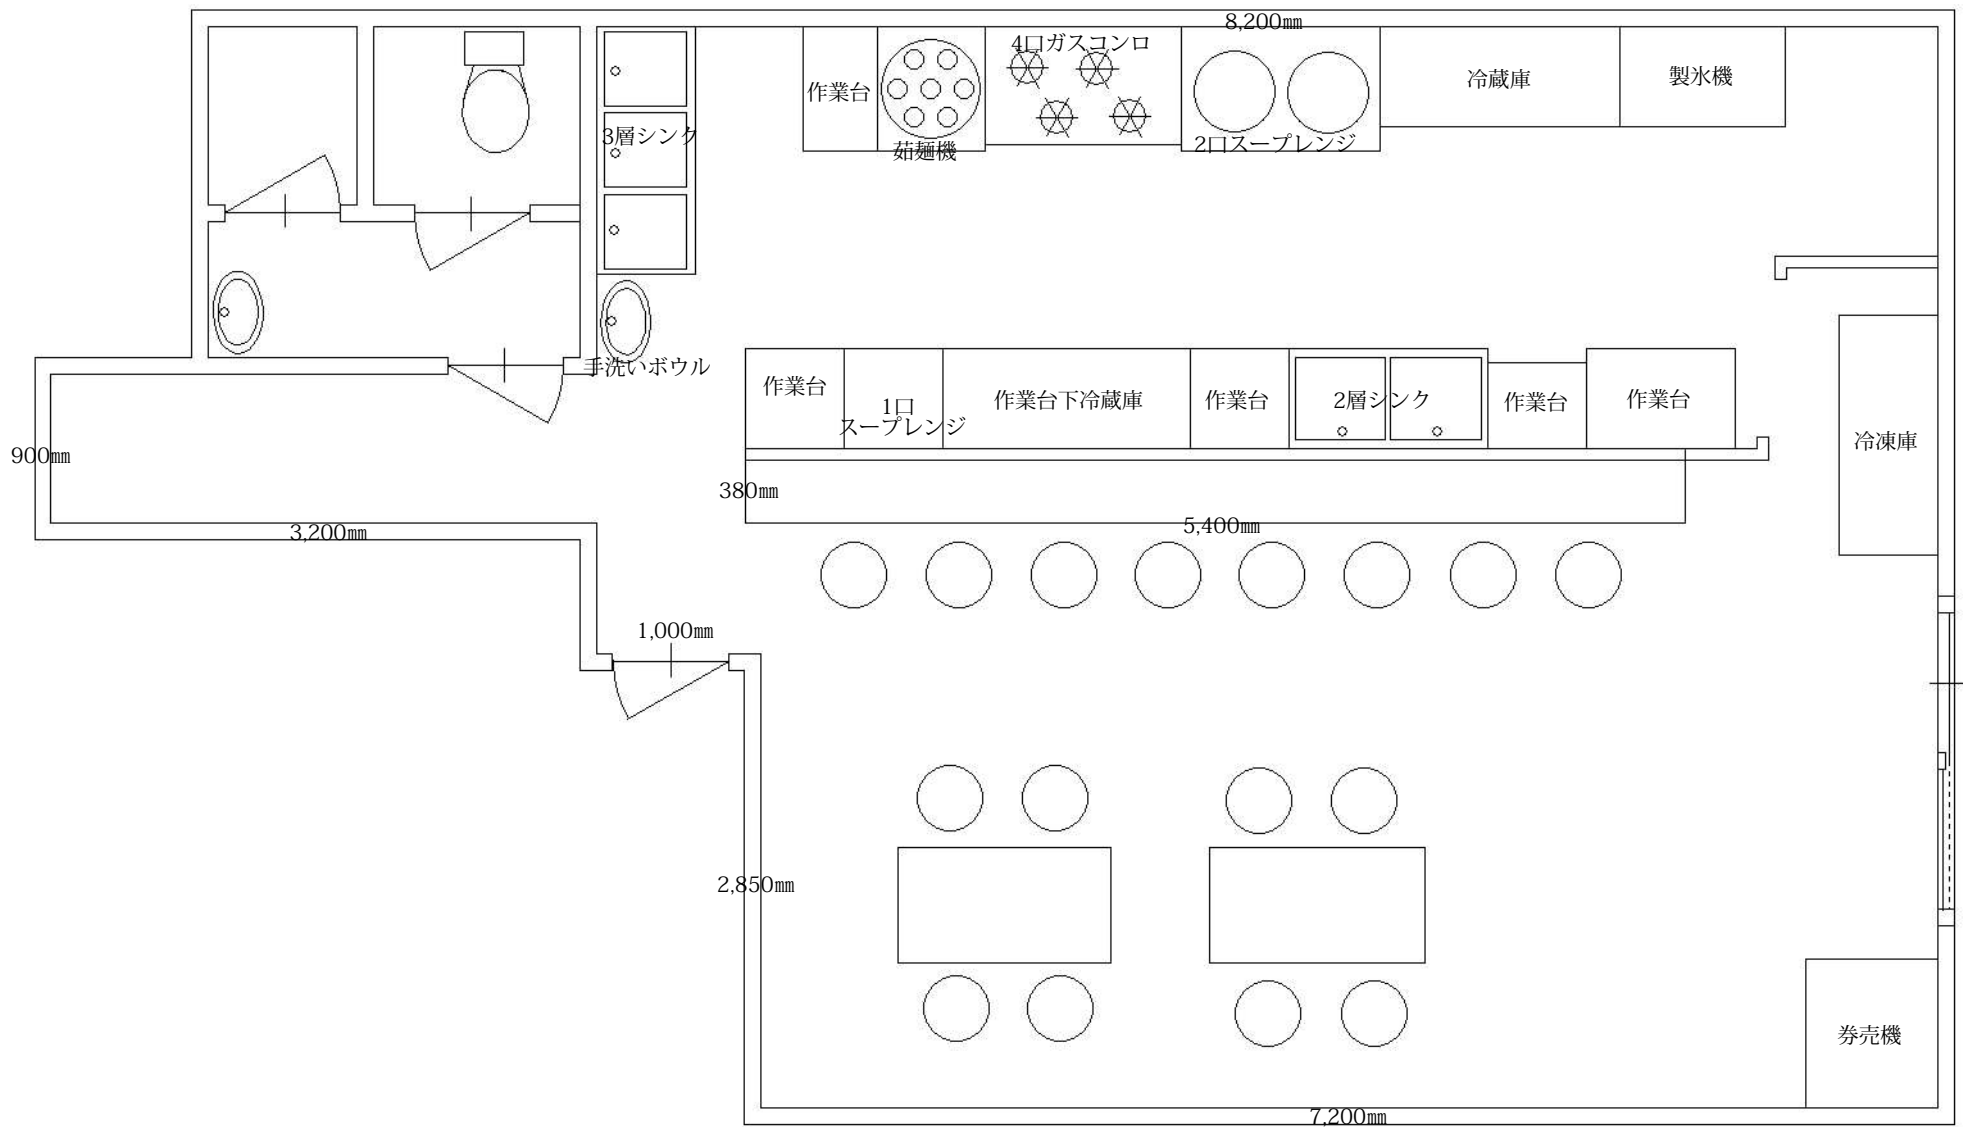 8,200㎜
4口ガスコンロ
作業台
冷蔵庫
製氷機
3層シンク
茹麺機
2口スープレンジ
手洗いボウル
作業台
1口
スープレンジ
作業台下冷蔵庫
作業台
2層シンク
作業台
作業台
冷凍庫
900㎜
380㎜
3,200㎜
5,400㎜
1,000㎜
2,850㎜
券売機
7,200㎜